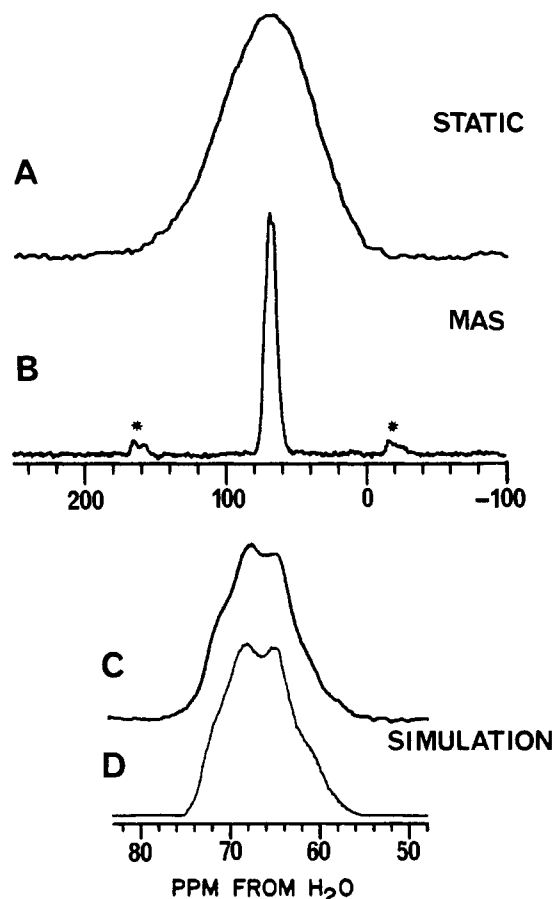 STATIC
A
MAS
B
* *
200 100 0 -100
C
SIMULATION
D
80 70 60 50
PPM FROM H₂O